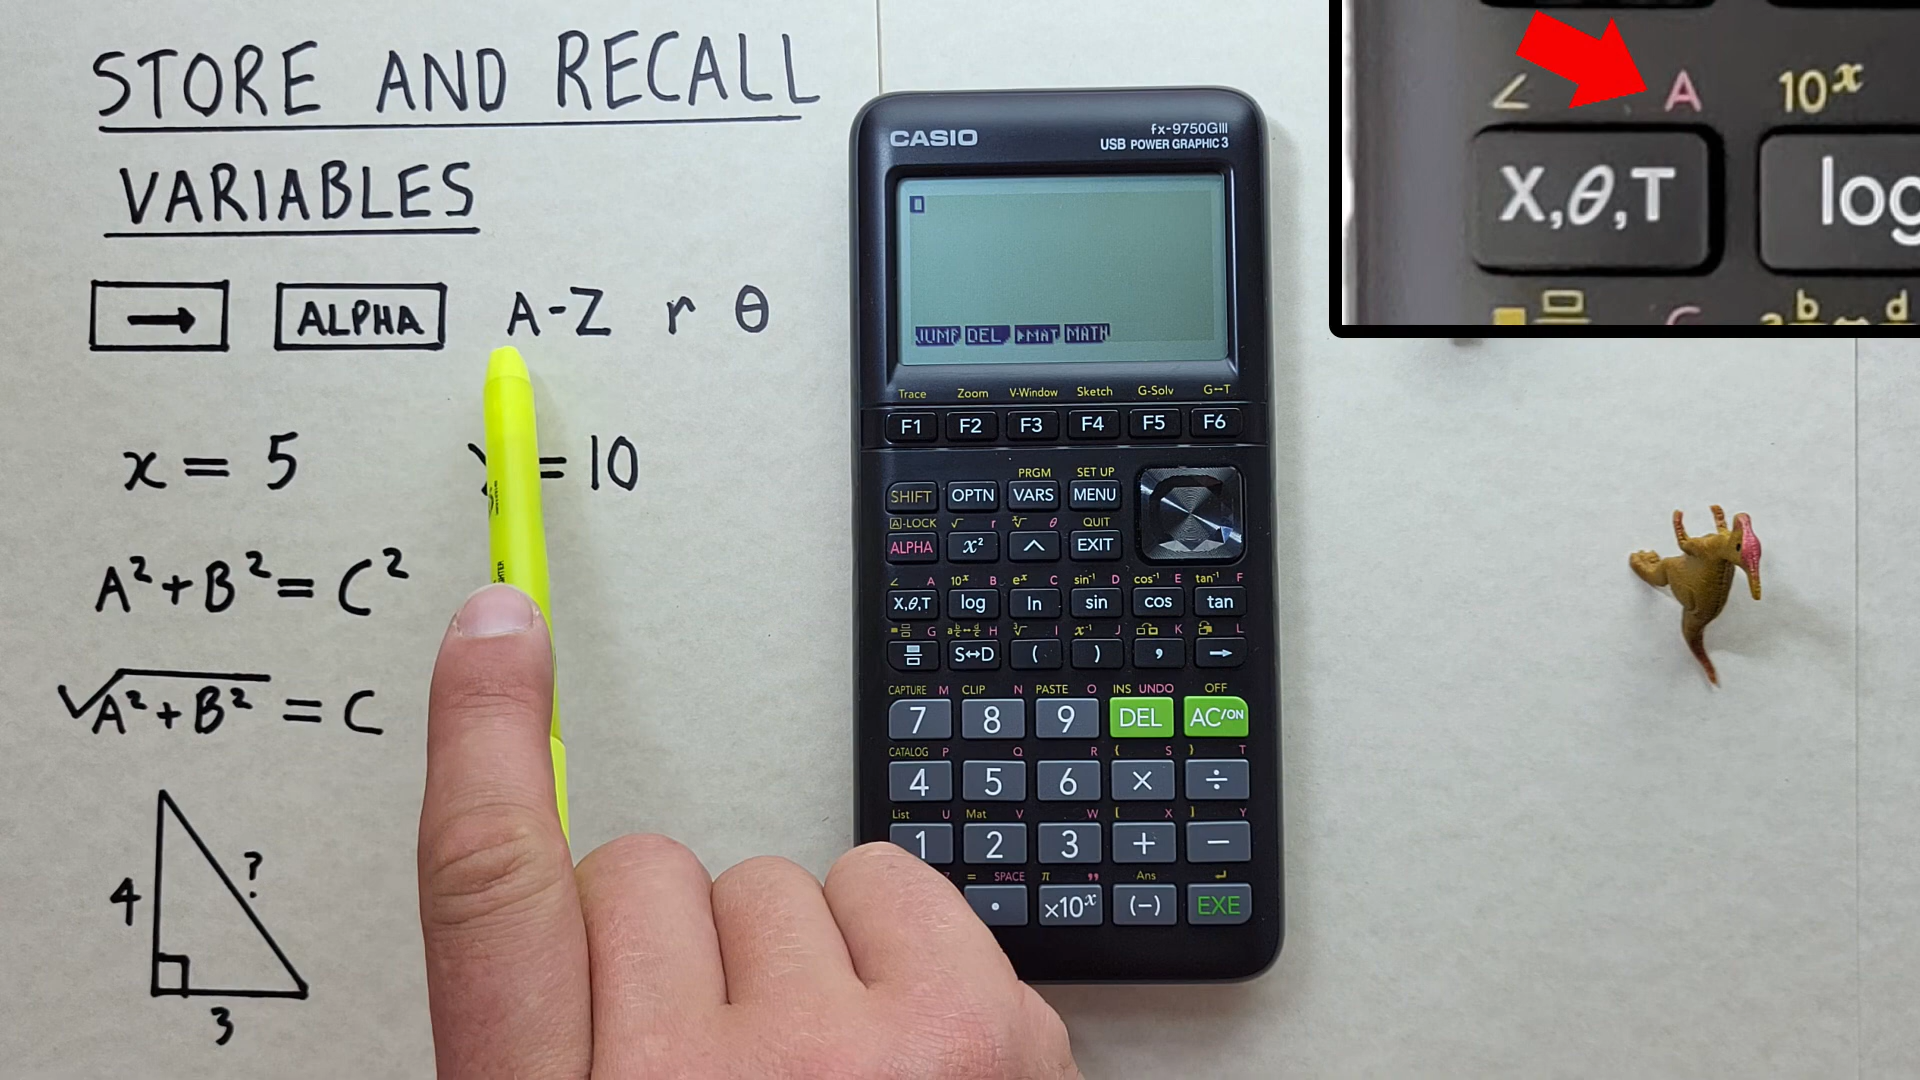 STORE AND RECALL
VARIABLES
→ ALPHA A-Z r θ
x = 5
= 10
A² + B² = C²
√A² + B² = C
4 ?
3
CASIO
fx-9750GIII
USB POWER GRAPHIC 3
JUMP DEL ▸MAT MATH
Trace Zoom V-Window Sketch G-Solv G↔T
F1 F2 F3 F4 F5 F6
PRGM SET UP
SHIFT OPTN VARS MENU
A-LOCK √ r ˣ√ θ QUIT
ALPHA x² ^ EXIT
∠ A 10ˣ B eˣ C sin⁻¹ D cos⁻¹ E tan⁻¹ F
X,θ,T log ln sin cos tan
G a b/c↔d/c H ³√ I x⁻¹ J K L
S↔D ( ) , →
CAPTURE M CLIP N PASTE O INS UNDO OFF
7 8 9 DEL AC/ON
CATALOG P Q R { S } T
4 5 6 × ÷
List U Mat V W [ X ] Y
1 2 3 + −
= SPACE π ” Ans ↵
• ×10ˣ (−) EXE
∠ A 10ˣ
X,θ,T log